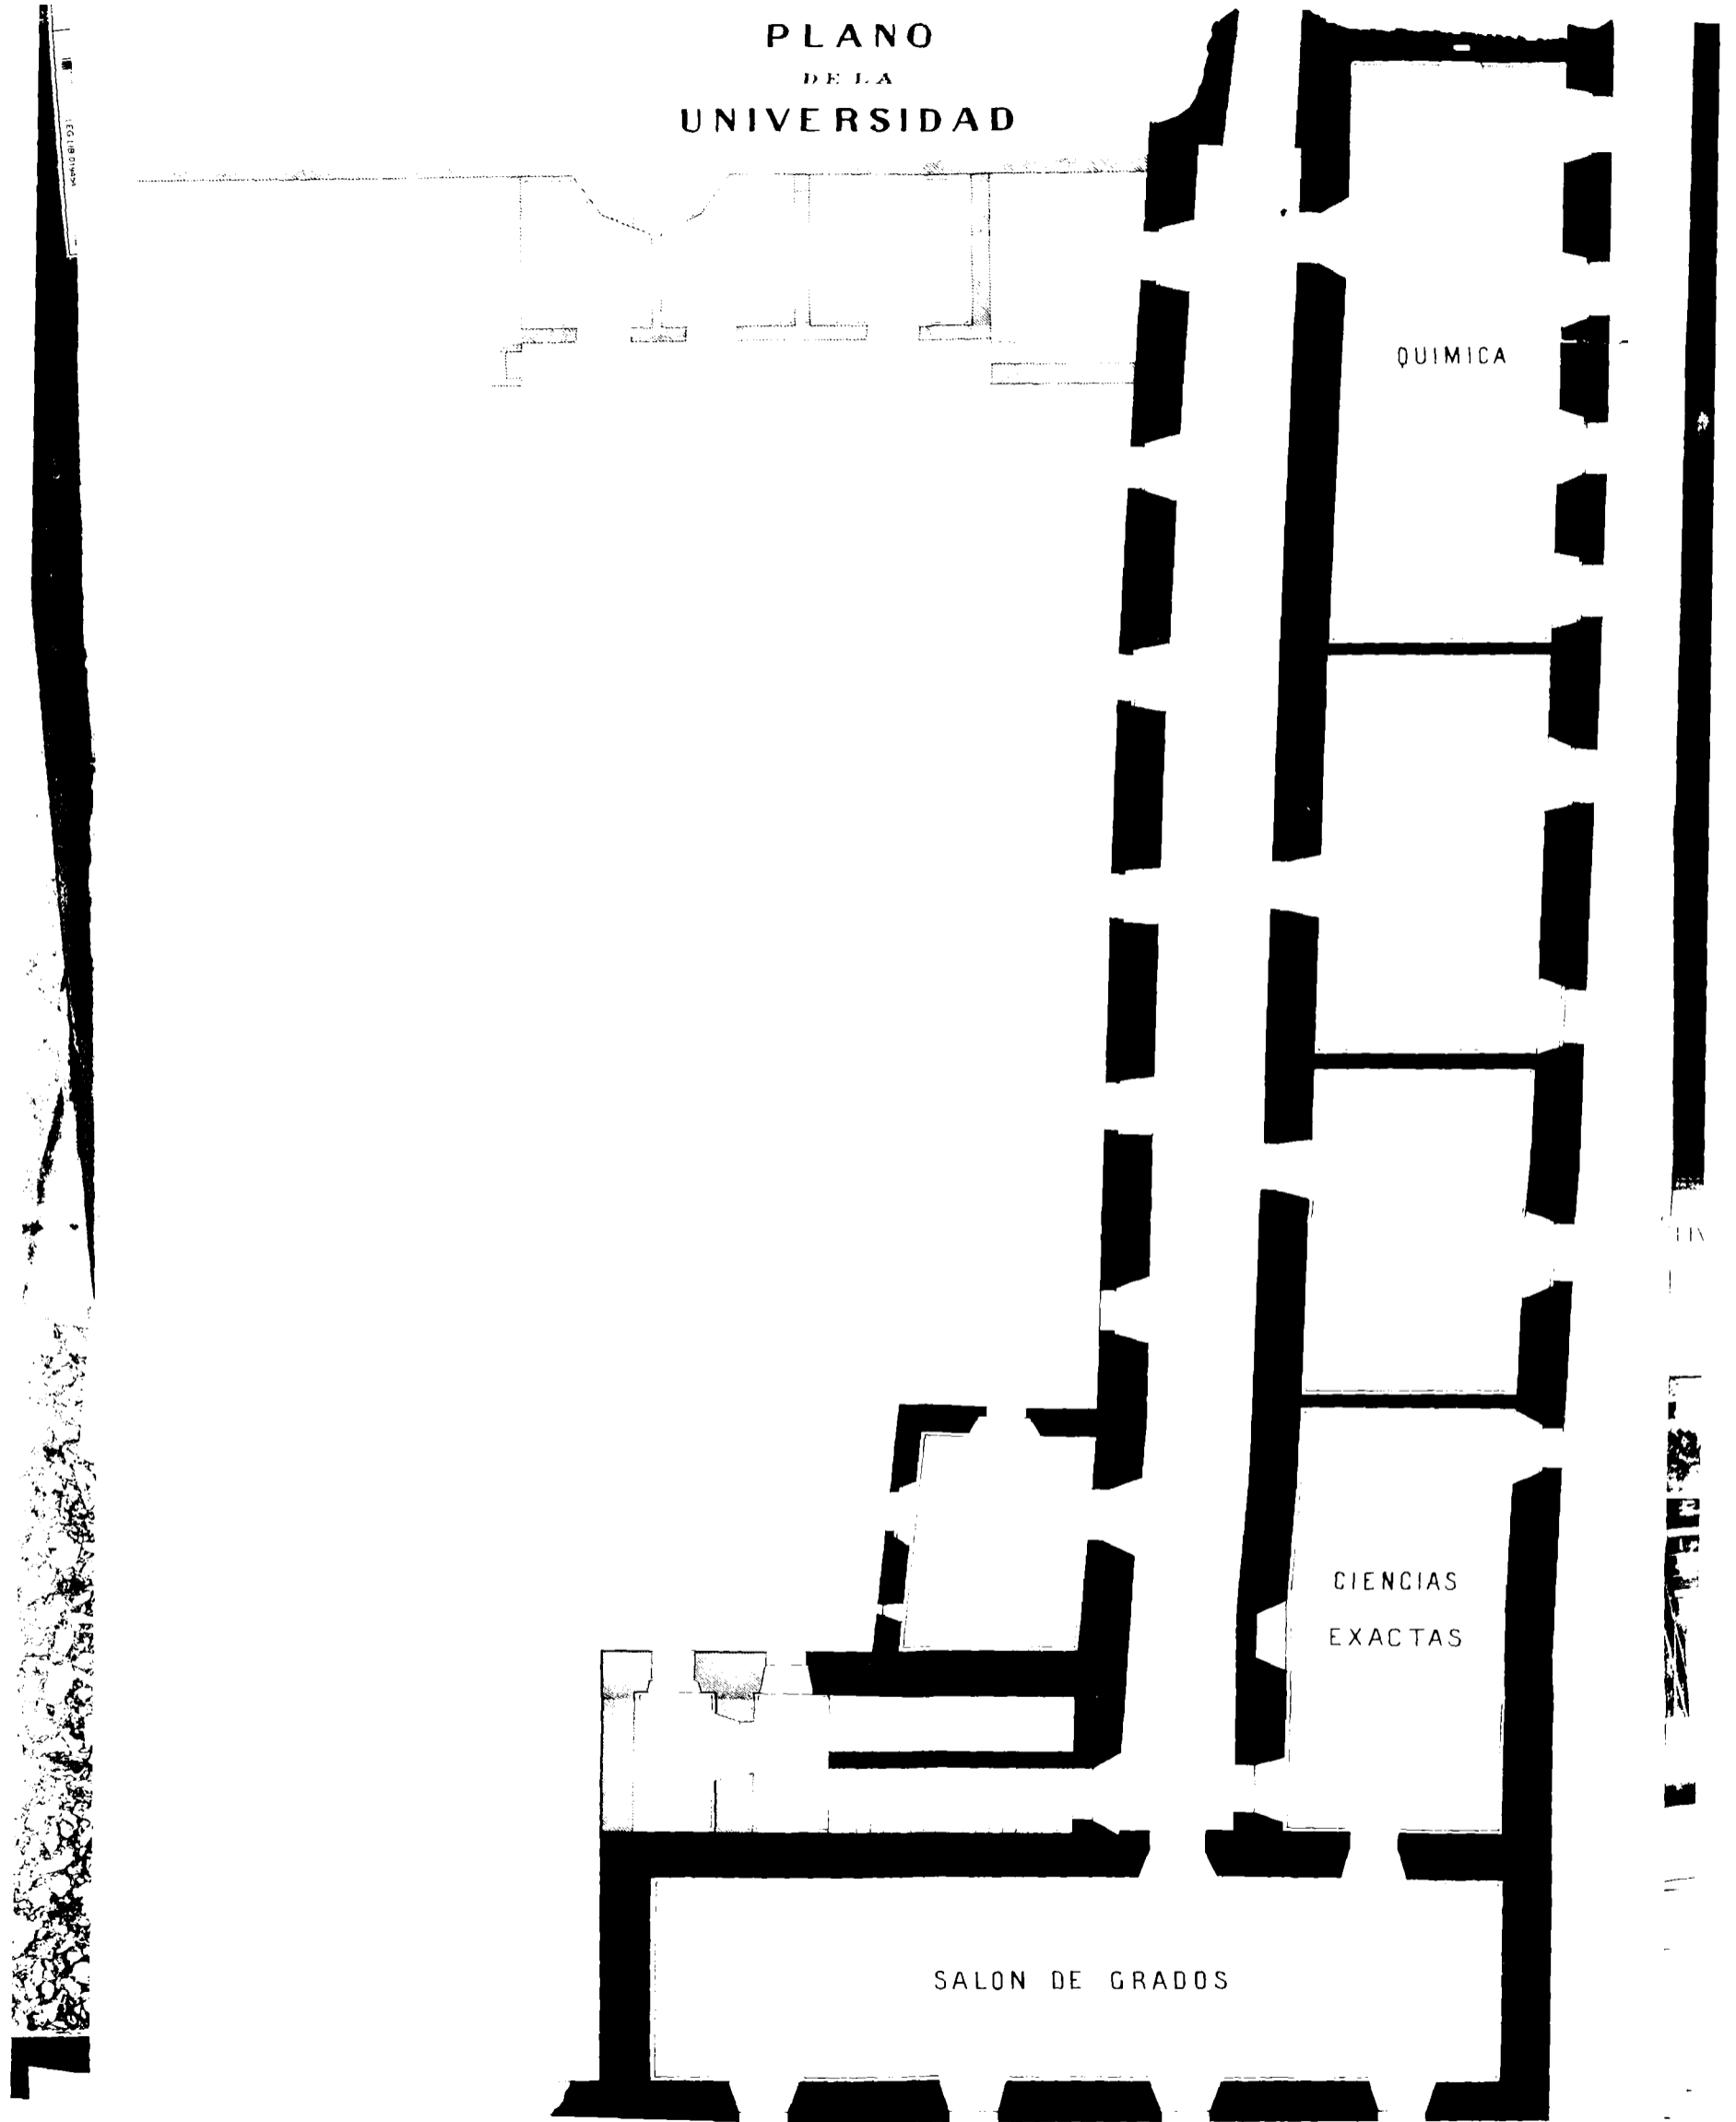 PLANO
DE LA
UNIVERSIDAD
QUIMICA
CIENCIAS
EXACTAS
SALON DE GRADOS